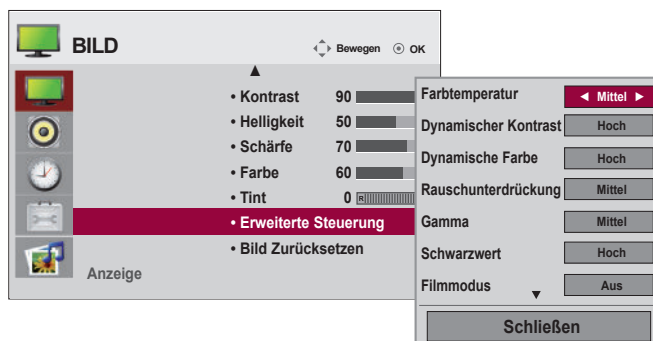 BILD
Bewegen OK
• Kontrast 90
• Helligkeit 50
• Schärfe 70
• Farbe 60
• Tint 0 R
• Erweiterte Steuerung
• Bild Zurücksetzen
Anzeige
Farbtemperatur ◄ Mittel ►
Dynamischer Kontrast Hoch
Dynamische Farbe Hoch
Rauschunterdrückung Mittel
Gamma Mittel
Schwarzwert Hoch
Filmmodus Aus
Schließen